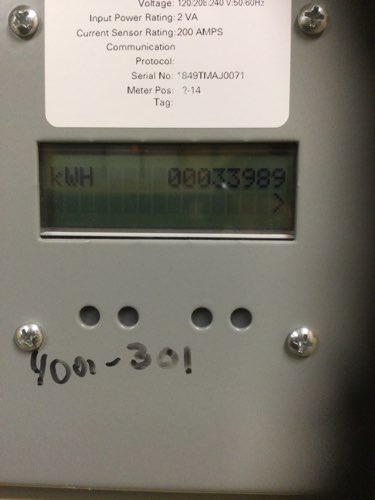 Voltage: 120:208:240 V:50:60Hz
Input Power Rating: 2 VA
Current Sensor Rating: 200 AMPS
Communication
Protocol:
Serial No: 1849TMAJ0071
Meter Pos: 2-14
Tag:
kWH 00033989
>
4001-301